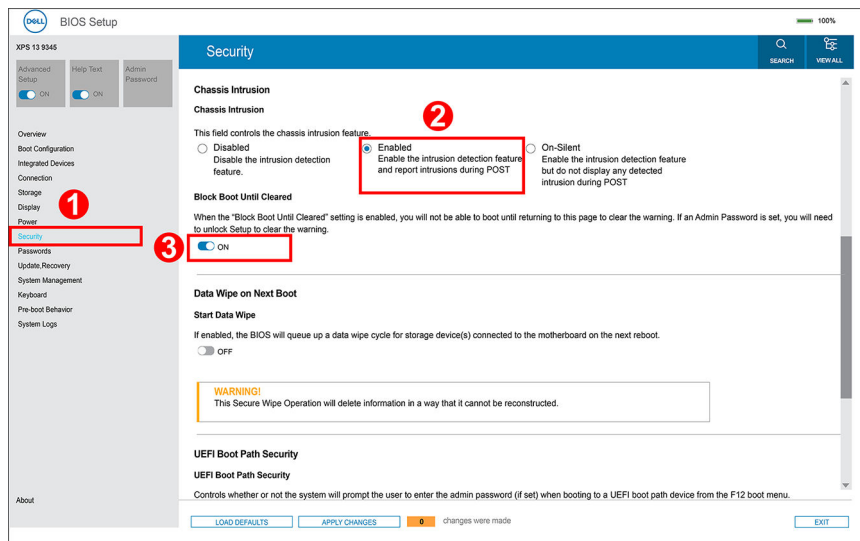 DELL BIOS Setup 100%
XPS 13 9345
Advanced Setup
ON
Help Text
ON
Admin Password
Security
SEARCH
VIEW ALL
Overview
Boot Configuration
Integrated Devices
Connection
Storage
Display
Power
1
Security
Passwords
Update,Recovery
System Management
Keyboard
Pre-boot Behavior
System Logs
About
Chassis Intrusion
Chassis Intrusion
This field controls the chassis intrusion feature.
2
Disabled
Disable the intrusion detection
feature.
Enabled
Enable the intrusion detection feature
and report intrusions during POST
On-Silent
Enable the intrusion detection feature
but do not display any detected
intrusion during POST
Block Boot Until Cleared
When the "Block Boot Until Cleared" setting is enabled, you will not be able to boot until returning to this page to clear the warning. If an Admin Password is set, you will need
to unlock Setup to clear the warning.
3
ON
Data Wipe on Next Boot
Start Data Wipe
If enabled, the BIOS will queue up a data wipe cycle for storage device(s) connected to the motherboard on the next reboot.
OFF
WARNING!
This Secure Wipe Operation will delete information in a way that it cannot be reconstructed.
UEFI Boot Path Security
UEFI Boot Path Security
Controls whether or not the system will prompt the user to enter the admin password (if set) when booting to a UEFI boot path device from the F12 boot menu.
LOAD DEFAULTS
APPLY CHANGES
0 changes were made
EXIT